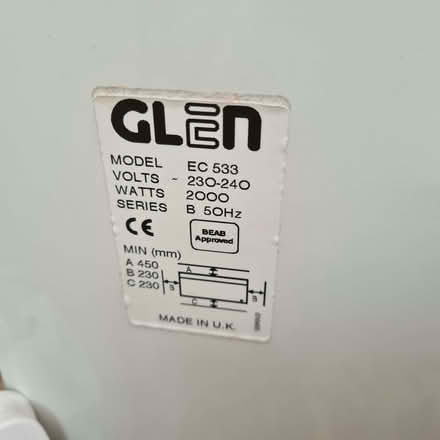 GLEN
MODEL EC 533
VOLTS - 230-240
WATTS 2000
SERIES B 50Hz
CE
BEAB
Approved
MIN (mm)
A 450
B 230
C 230
A
B
B
C
MADE IN U.K.